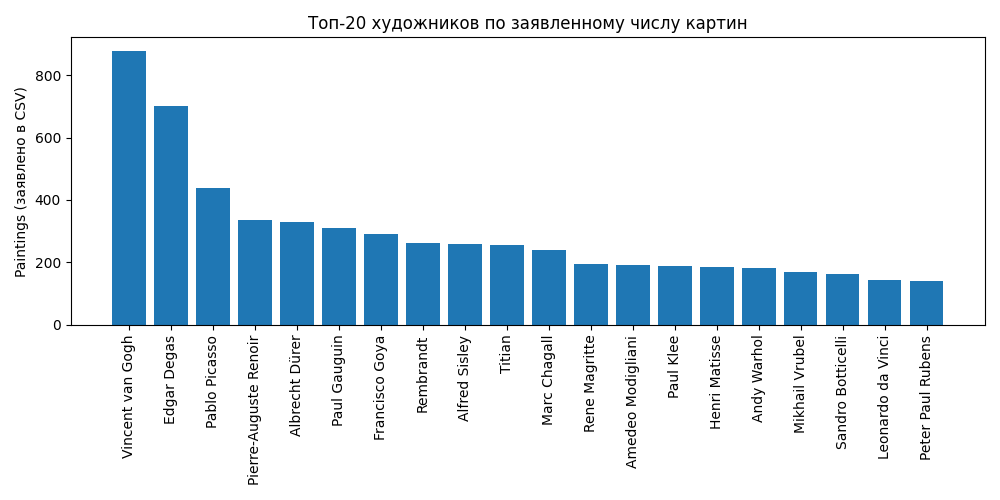 Топ-20 художников по заявленному числу картин
Paintings (заявлено в CSV)
800
600
400
200
0
Vincent van Gogh
Edgar Degas
Pablo Picasso
Pierre-Auguste Renoir
Albrecht Dürer
Paul Gauguin
Francisco Goya
Rembrandt
Alfred Sisley
Titian
Marc Chagall
Rene Magritte
Amedeo Modigliani
Paul Klee
Henri Matisse
Andy Warhol
Mikhail Vrubel
Sandro Botticelli
Leonardo da Vinci
Peter Paul Rubens